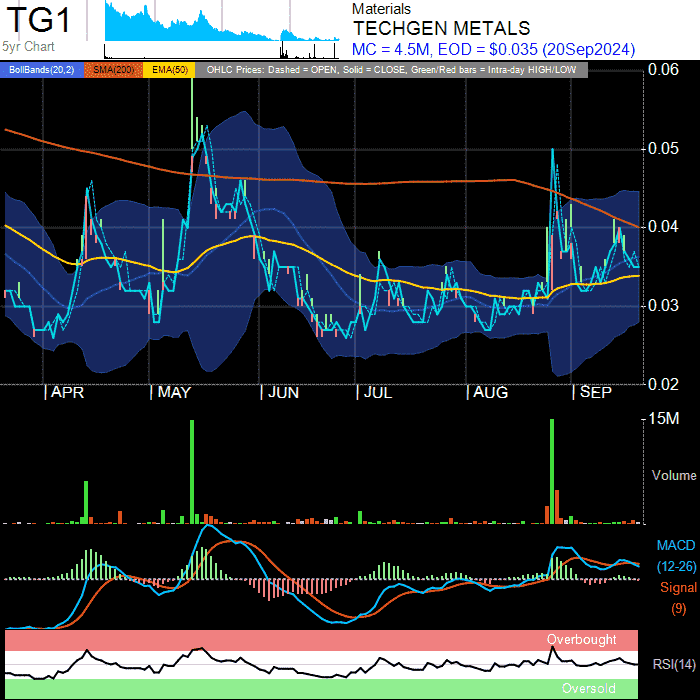 TG1
5yr Chart
Materials
TECHGEN METALS
MC = 4.5M, EOD = $0.035 (20Sep2024)
BollBands(20,2) SMA(200) EMA(50) OHLC Prices: Dashed = OPEN, Solid = CLOSE, Green/Red bars = Intra-day HIGH/LOW
0.06
0.05
0.04
0.03
0.02
APR MAY JUN JUL AUG SEP
15M
Volume
MACD
(12-26)
Signal
(9)
Overbought
RSI(14)
Oversold